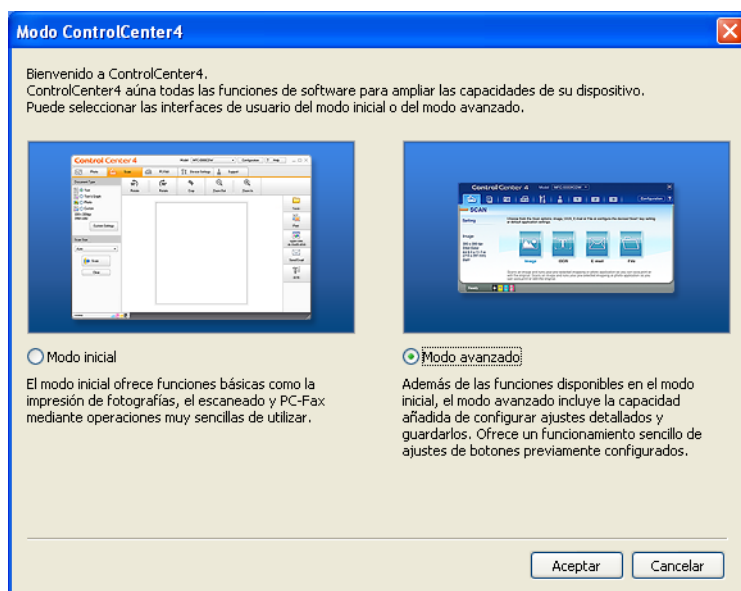 Modo ControlCenter4
Bienvenido a ControlCenter4.
ControlCenter4 aúna todas las funciones de software para ampliar las capacidades de su dispositivo.
Puede seleccionar las interfaces de usuario del modo inicial o del modo avanzado.
Control Center 4
Control Center 4
SCAN
Image
OCR
E-mail
File
Modo inicial
El modo inicial ofrece funciones básicas como la
impresión de fotografías, el escaneado y PC-Fax
mediante operaciones muy sencillas de utilizar.
Modo avanzado
Además de las funciones disponibles en el modo
inicial, el modo avanzado incluye la capacidad
añadida de configurar ajustes detallados y
guardarlos. Ofrece un funcionamiento sencillo de
ajustes de botones previamente configurados.
Aceptar
Cancelar